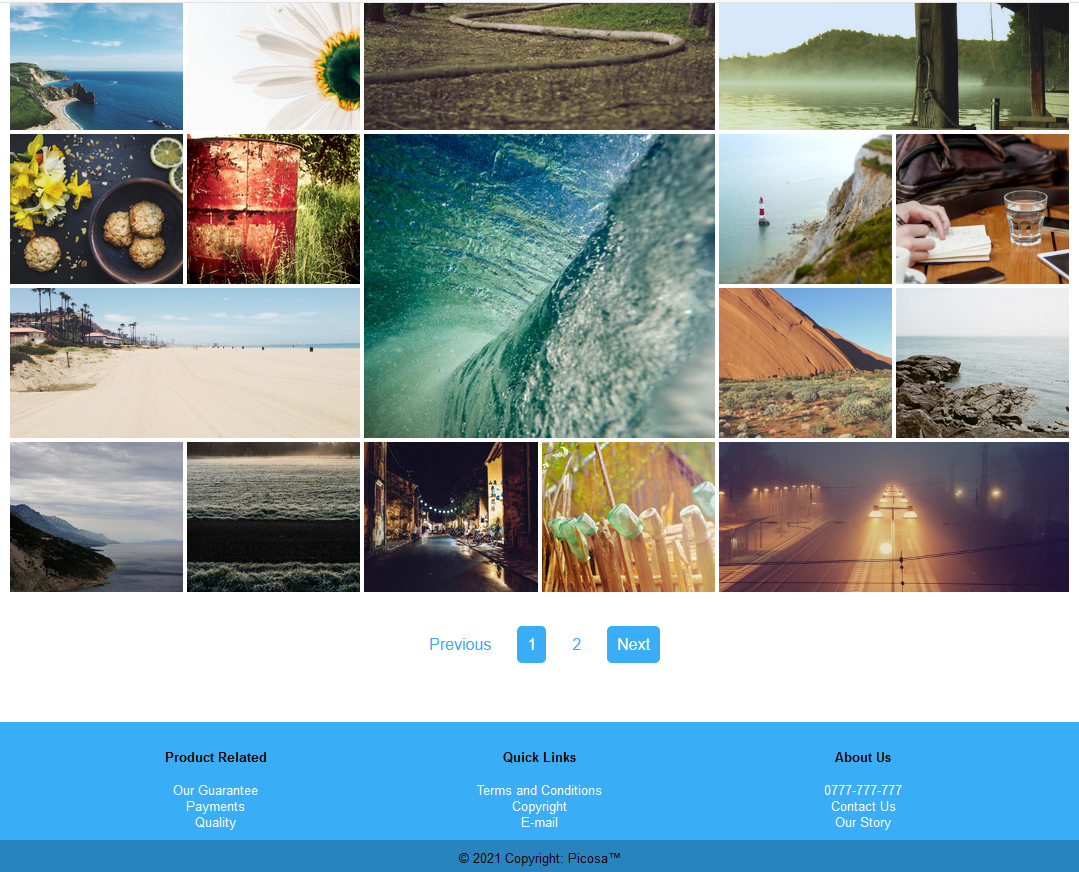 Previous 1 2 Next
Product Related
Our Guarantee
Payments
Quality
Quick Links
Terms and Conditions
Copyright
E-mail
About Us
0777-777-777
Contact Us
Our Story
© 2021 Copyright: Picosa™